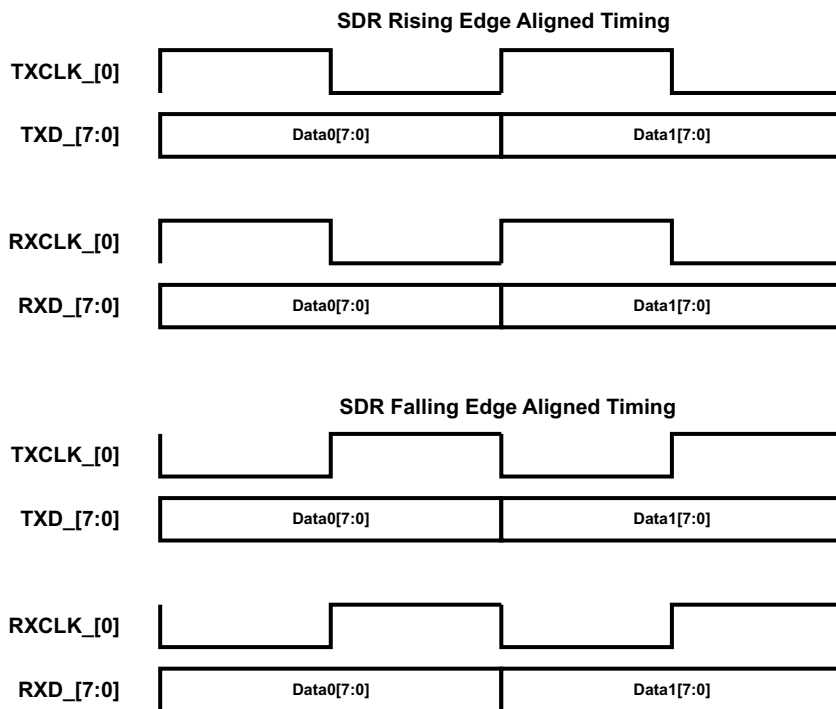 SDR Rising Edge Aligned Timing
TXCLK_[0]
TXD_[7:0] Data0[7:0] Data1[7:0]
RXCLK_[0]
RXD_[7:0] Data0[7:0] Data1[7:0]
SDR Falling Edge Aligned Timing
TXCLK_[0]
TXD_[7:0] Data0[7:0] Data1[7:0]
RXCLK_[0]
RXD_[7:0] Data0[7:0] Data1[7:0]